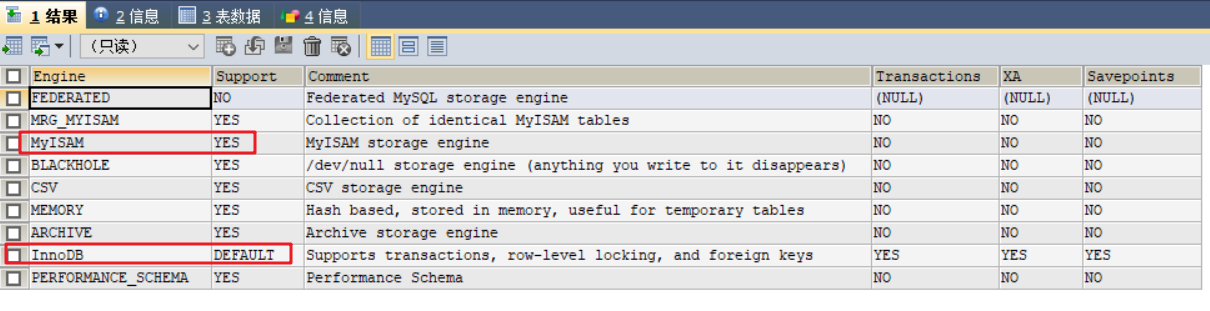 1 结果 2 信息 3 表数据 4 信息
（只读）
Engine Support Comment Transactions XA Savepoints
FEDERATED NO Federated MySQL storage engine (NULL) (NULL) (NULL)
MRG_MYISAM YES Collection of identical MyISAM tables NO NO NO
MyISAM YES MyISAM storage engine NO NO NO
BLACKHOLE YES /dev/null storage engine (anything you write to it disappears) NO NO NO
CSV YES CSV storage engine NO NO NO
MEMORY YES Hash based, stored in memory, useful for temporary tables NO NO NO
ARCHIVE YES Archive storage engine NO NO NO
InnoDB DEFAULT Supports transactions, row-level locking, and foreign keys YES YES YES
PERFORMANCE_SCHEMA YES Performance Schema NO NO NO